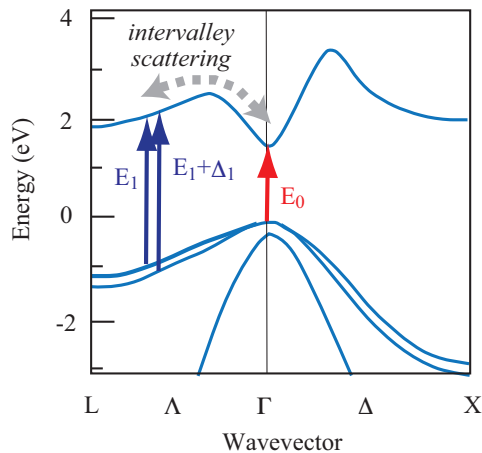 4
intervalley
scattering
2
E₁
E₁+Δ₁
E₀
0
-2
Energy (eV)
L
Λ
Γ
Δ
X
Wavevector